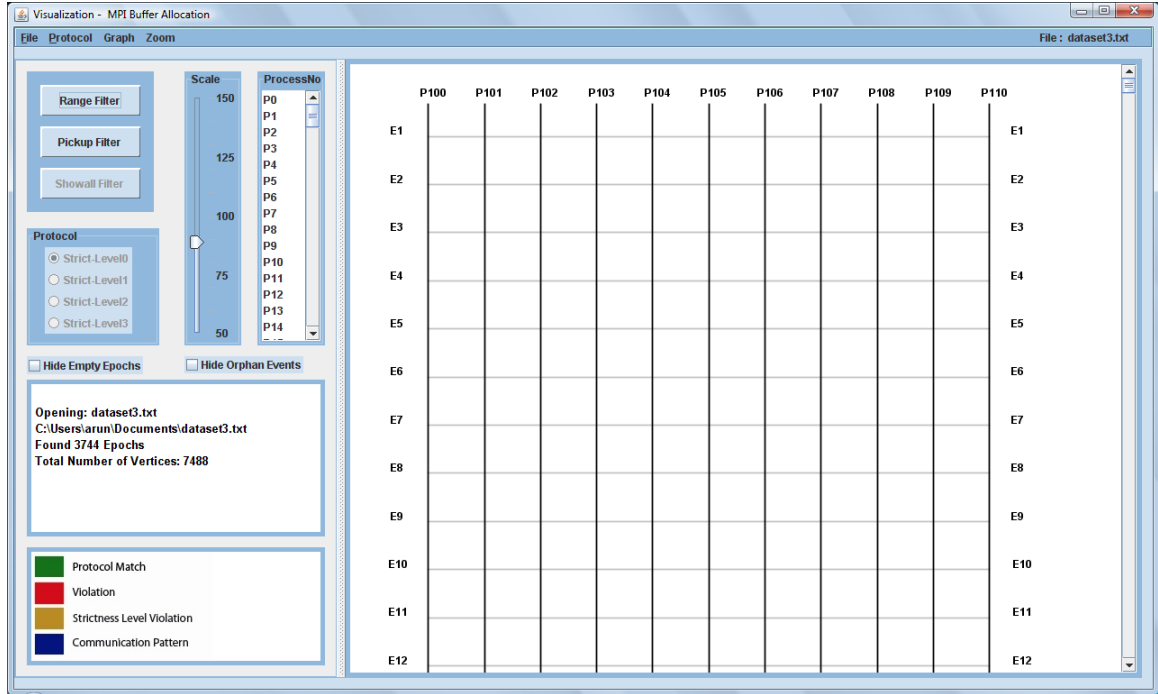 Visualization - MPI Buffer Allocation
File Protocol Graph Zoom
File : dataset3.txt
Range Filter
Pickup Filter
Showall Filter
Protocol
Strict-Level0
Strict-Level1
Strict-Level2
Strict-Level3
Scale
150
125
100
75
50
ProcessNo
P0
P1
P2
P3
P4
P5
P6
P7
P8
P9
P10
P11
P12
P13
P14
Hide Empty Epochs
Hide Orphan Events
Opening: dataset3.txt
C:\Users\arun\Documents\dataset3.txt
Found 3744 Epochs
Total Number of Vertices: 7488
Protocol Match
Violation
Strictness Level Violation
Communication Pattern
P100 P101 P102 P103 P104 P105 P106 P107 P108 P109 P110
E1 E1
E2 E2
E3 E3
E4 E4
E5 E5
E6 E6
E7 E7
E8 E8
E9 E9
E10 E10
E11 E11
E12 E12